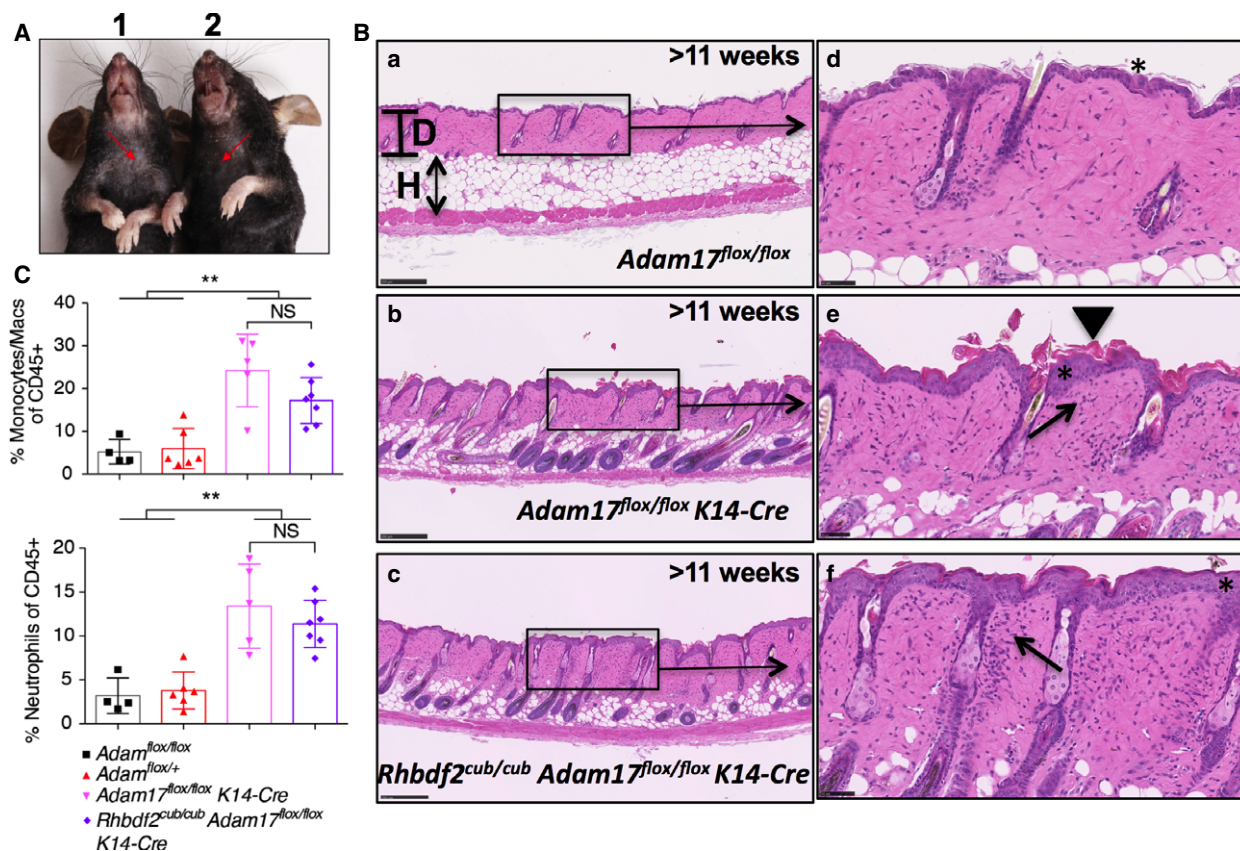 A
1 2
B
a
>11 weeks
D
H
Adam17flox/flox
d
*
b
>11 weeks
Adam17flox/flox K14-Cre
e
*
c
>11 weeks
Rhbdf2cub/cub Adam17flox/flox K14-Cre
f
*
C
**
NS
40
30
20
10
0
% Monocytes/Macs
of CD45+
**
NS
20
15
10
5
0
% Neutrophils of CD45+
Adamflox/flox
Adamflox/+
Adam17flox/flox K14-Cre
Rhbdf2cub/cub Adam17flox/flox
K14-Cre